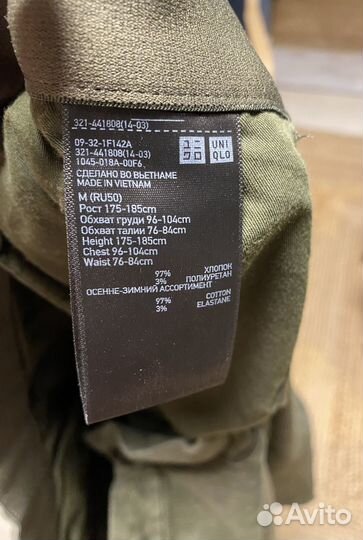 321-441808(14-03)
09-32-1F142A
321-441808(14-03)
1045-018A-00F6
UNI
QLO
СДЕЛАНО ВО ВЬЕТНАМЕ
MADE IN VIETNAM
M (RU50)
Рост 175-185cm
Обхват груди 96-104cm
Обхват талии 76-84cm
Height 175-185cm
Chest 96-104cm
Waist 76-84cm
97% ХЛОПОК
3% ПОЛИУРЕТАН
ОСЕННЕ-ЗИМНИЙ АССОРТИМЕНТ
97% COTTON
3% ELASTANE
Avito